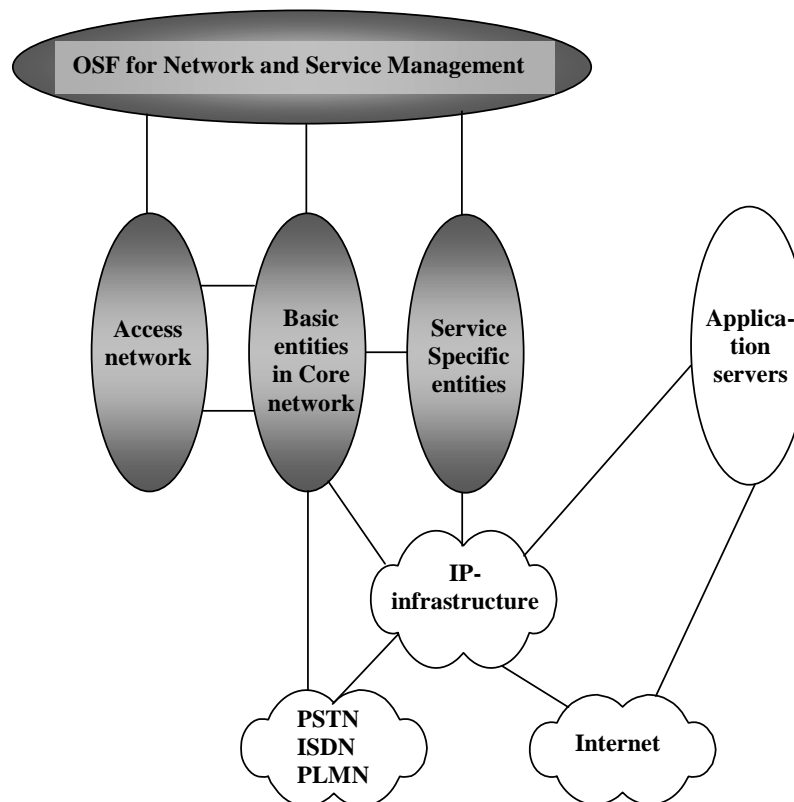 OSF for Network and Service Management
Access
network
Basic
entities
in Core
network
Service
Specific
entities
Applica-
tion
servers
IP-
infrastructure
PSTN
ISDN
PLMN
Internet